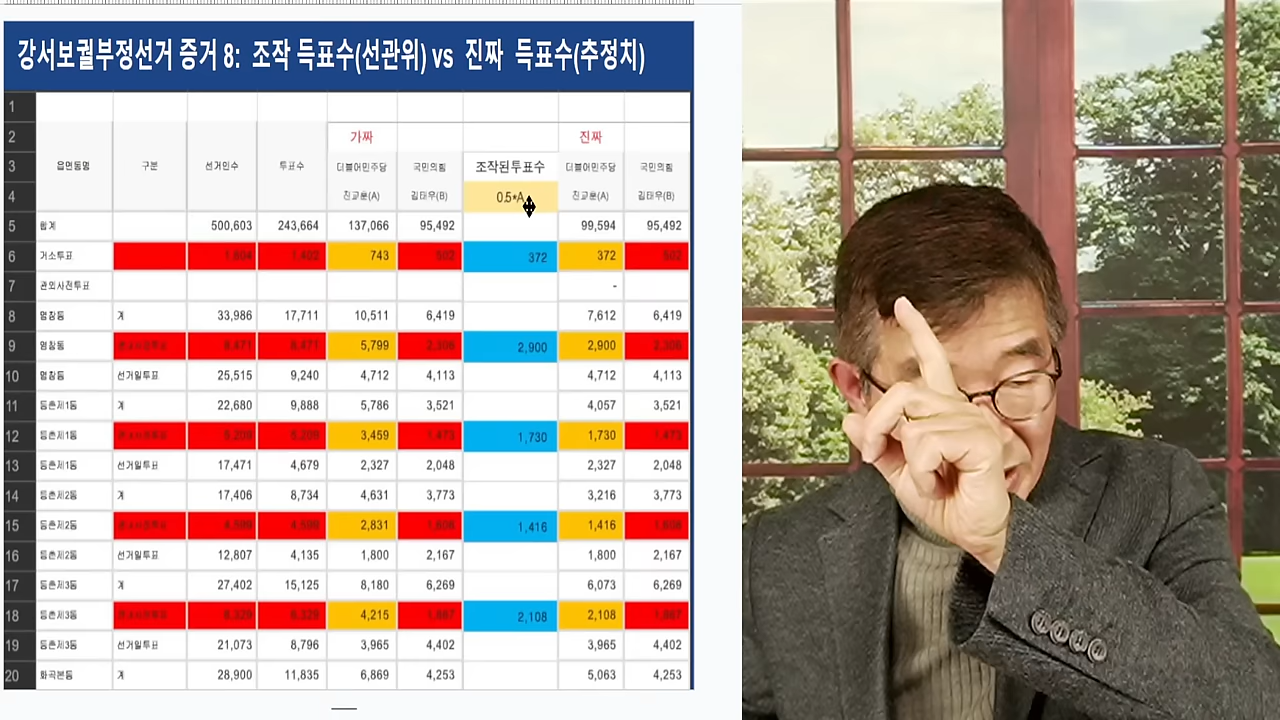 강서보궐부정선거 증거 8: 조작 득표수(선관위) vs 진짜 득표수(추정치)
1
2 가짜 진짜
3 읍면동명 구분 선거인수 투표수 더불어민주당 국민의힘 조작된투표수 더불어민주당 국민의힘
4 진교훈(A) 김태우(B) 0.5*A 진교훈(A) 김태우(B)
5 합계 500,603 243,664 137,066 95,492 99,594 95,492
6 거소투표 1,804 1,402 743 502 372 372 502
7 관외사전투표 -
8 염창동 계 33,986 17,711 10,511 6,419 7,612 6,419
9 염창동 8,471 8,471 5,799 2,306 2,900 2,900 2,306
10 염창동 선거일투표 25,515 9,240 4,712 4,113 4,712 4,113
11 등촌제1동 계 22,680 9,888 5,786 3,521 4,057 3,521
12 등촌제1동 5,209 3,459 1,473 1,730 1,730 1,473
13 등촌제1동 선거일투표 17,471 4,679 2,327 2,048 2,327 2,048
14 등촌제2동 계 17,406 8,734 4,631 3,773 3,216 3,773
15 등촌제2동 4,599 4,599 2,831 1,606 1,416 1,416 1,606
16 등촌제2동 선거일투표 12,807 4,135 1,800 2,167 1,800 2,167
17 등촌제3동 계 27,402 15,125 8,180 6,269 6,073 6,269
18 등촌제3동 6,329 6,329 4,215 1,867 2,108 2,108 1,867
19 등촌제3동 선거일투표 21,073 8,796 3,965 4,402 3,965 4,402
20 화곡본동 계 28,900 11,835 6,869 4,253 5,063 4,253